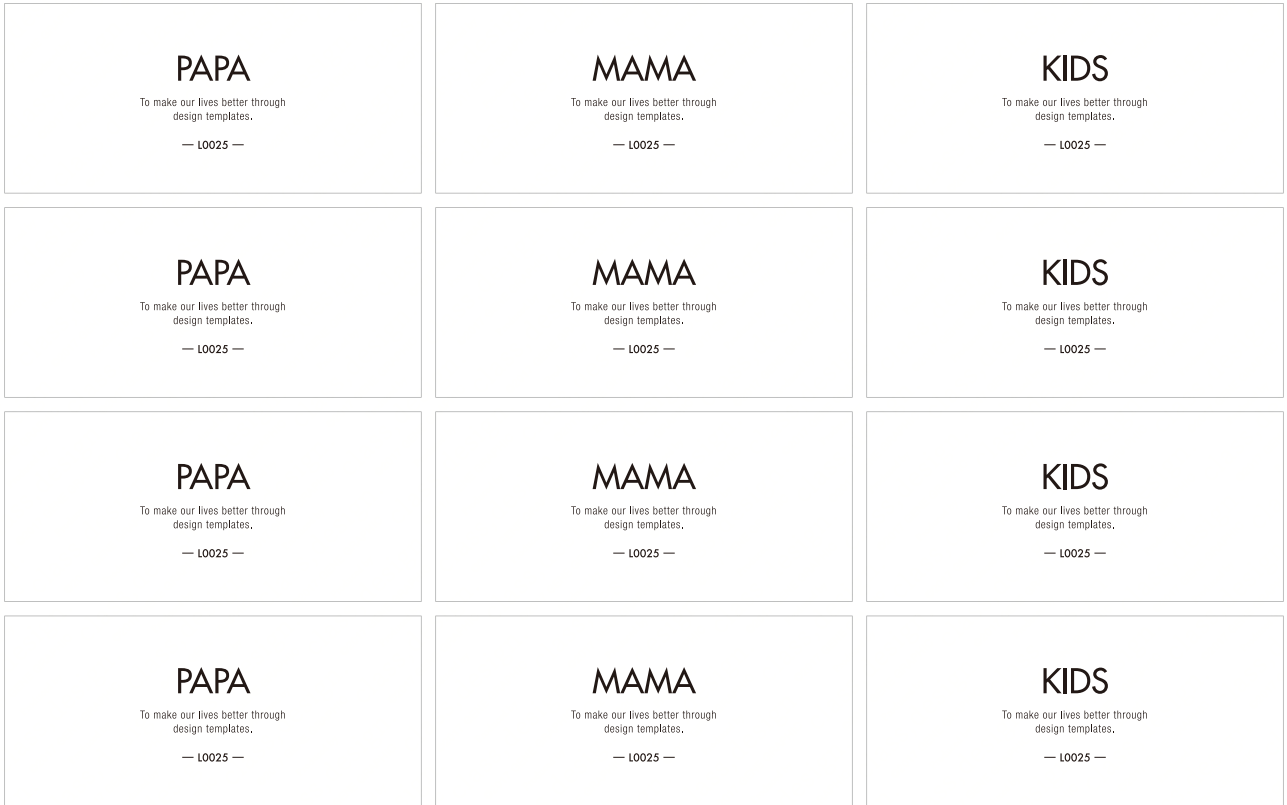 PAPA
To make our lives better through
design templates.
— L0025 —
MAMA
To make our lives better through
design templates.
— L0025 —
KIDS
To make our lives better through
design templates.
— L0025 —
PAPA
To make our lives better through
design templates.
— L0025 —
MAMA
To make our lives better through
design templates.
— L0025 —
KIDS
To make our lives better through
design templates.
— L0025 —
PAPA
To make our lives better through
design templates.
— L0025 —
MAMA
To make our lives better through
design templates.
— L0025 —
KIDS
To make our lives better through
design templates.
— L0025 —
PAPA
To make our lives better through
design templates.
— L0025 —
MAMA
To make our lives better through
design templates.
— L0025 —
KIDS
To make our lives better through
design templates.
— L0025 —